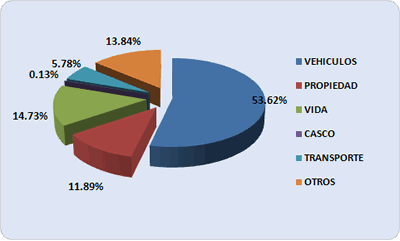 13.84%
5.78%
0.13%
14.73%
11.89%
53.62%
VEHICULOS
PROPIEDAD
VIDA
CASCO
TRANSPORTE
OTROS